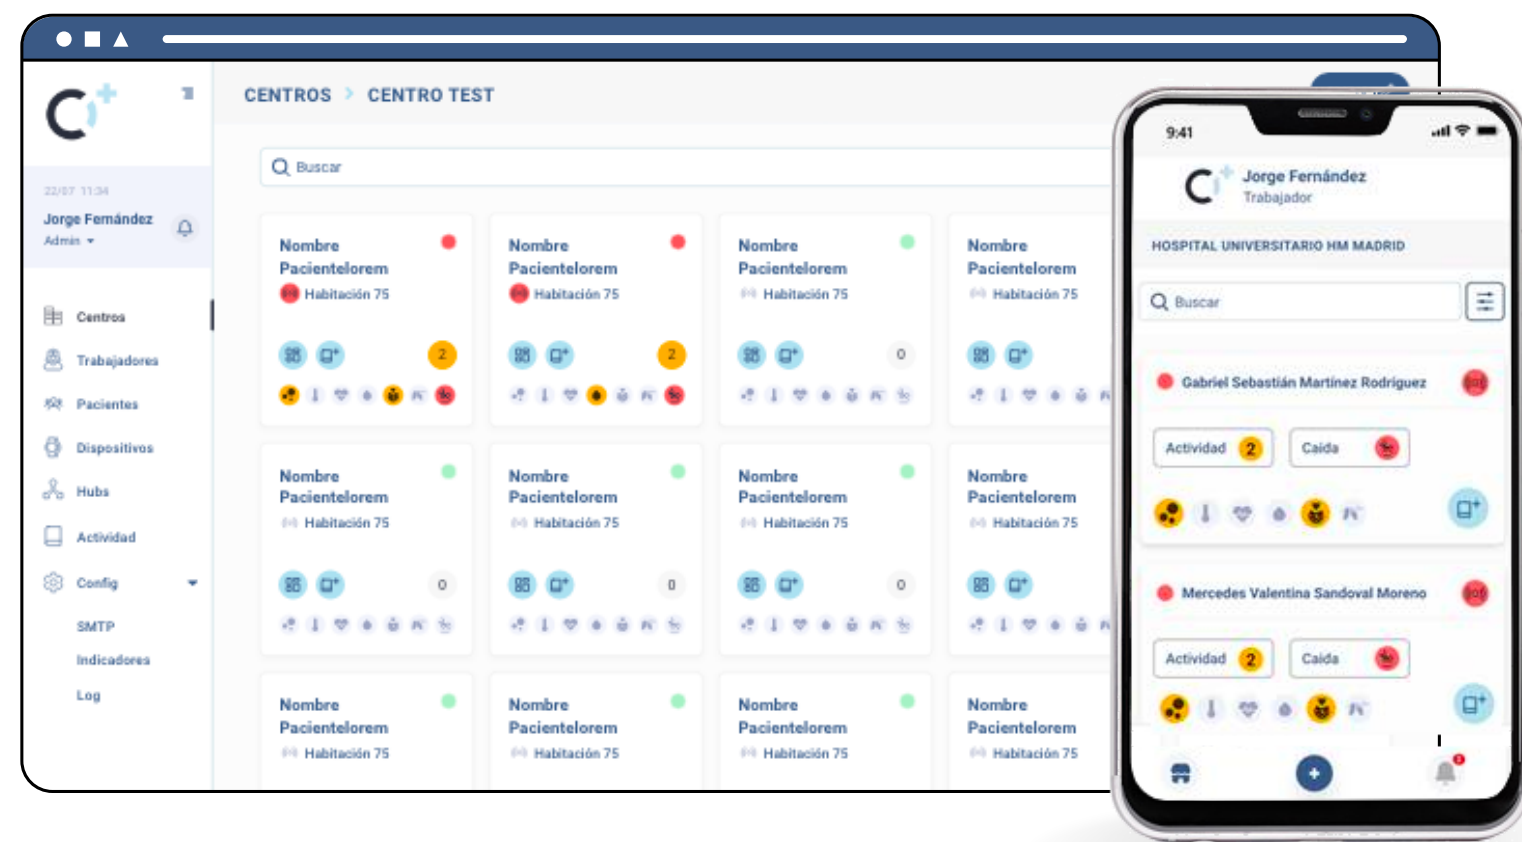 CENTROS > CENTRO TEST
Buscar
22/07 11:34
Jorge Fernández
Admin
Centros
Trabajadores
Pacientes
Dispositivos
Hubs
Actividad
Config
SMTP
Indicadores
Log
Nombre
Pacientelorem
Habitación 75
2
Nombre
Pacientelorem
Habitación 75
2
Nombre
Pacientelorem
Habitación 75
0
Nombre
Pacientelorem
Habitación 75
Nombre
Pacientelorem
Habitación 75
0
Nombre
Pacientelorem
Habitación 75
0
Nombre
Pacientelorem
Habitación 75
0
Nombre
Pacientelorem
Habitación 75
Nombre
Pacientelorem
Habitación 75
Nombre
Pacientelorem
Habitación 75
Nombre
Pacientelorem
Habitación 75
Nombre
Pacientelorem
Habitación 75
9:41
Jorge Fernández
Trabajador
HOSPITAL UNIVERSITARIO HM MADRID
Buscar
Gabriel Sebastián Martínez Rodríguez
Actividad 2 Caida
Mercedes Valentina Sandoval Moreno
Actividad 2 Caida